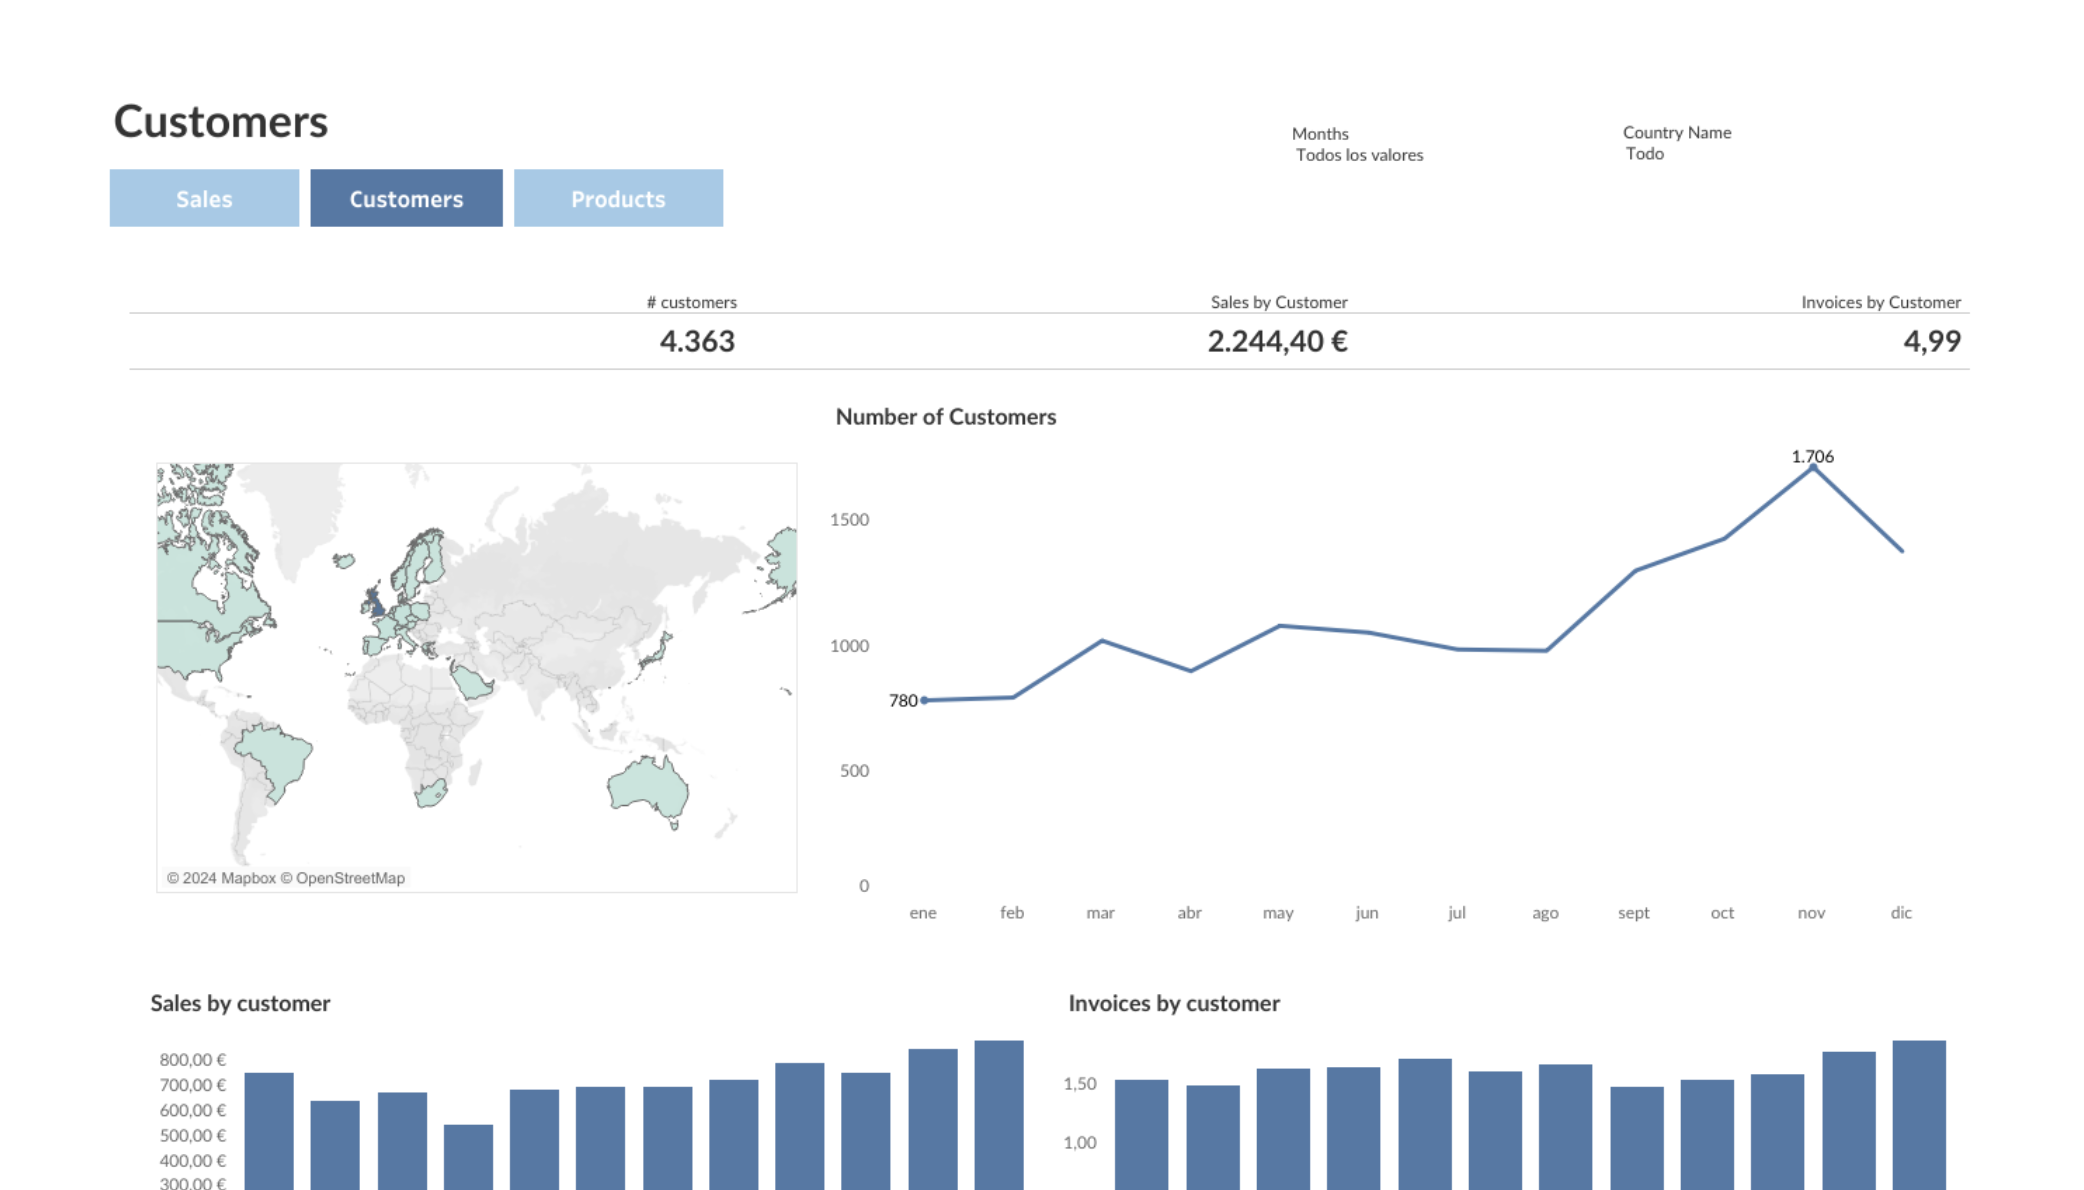 Customers
Months
Todos los valores
Country Name
Todo
Sales
Customers
Products
# customers
Sales by Customer
Invoices by Customer
4.363
2.244,40 €
4,99
Number of Customers
1.706
1500
1000
780
500
0
ene feb mar abr may jun jul ago sept oct nov dic
© 2024 Mapbox © OpenStreetMap
Sales by customer
800,00 €
700,00 €
600,00 €
500,00 €
400,00 €
300,00 €
Invoices by customer
1,50
1,00